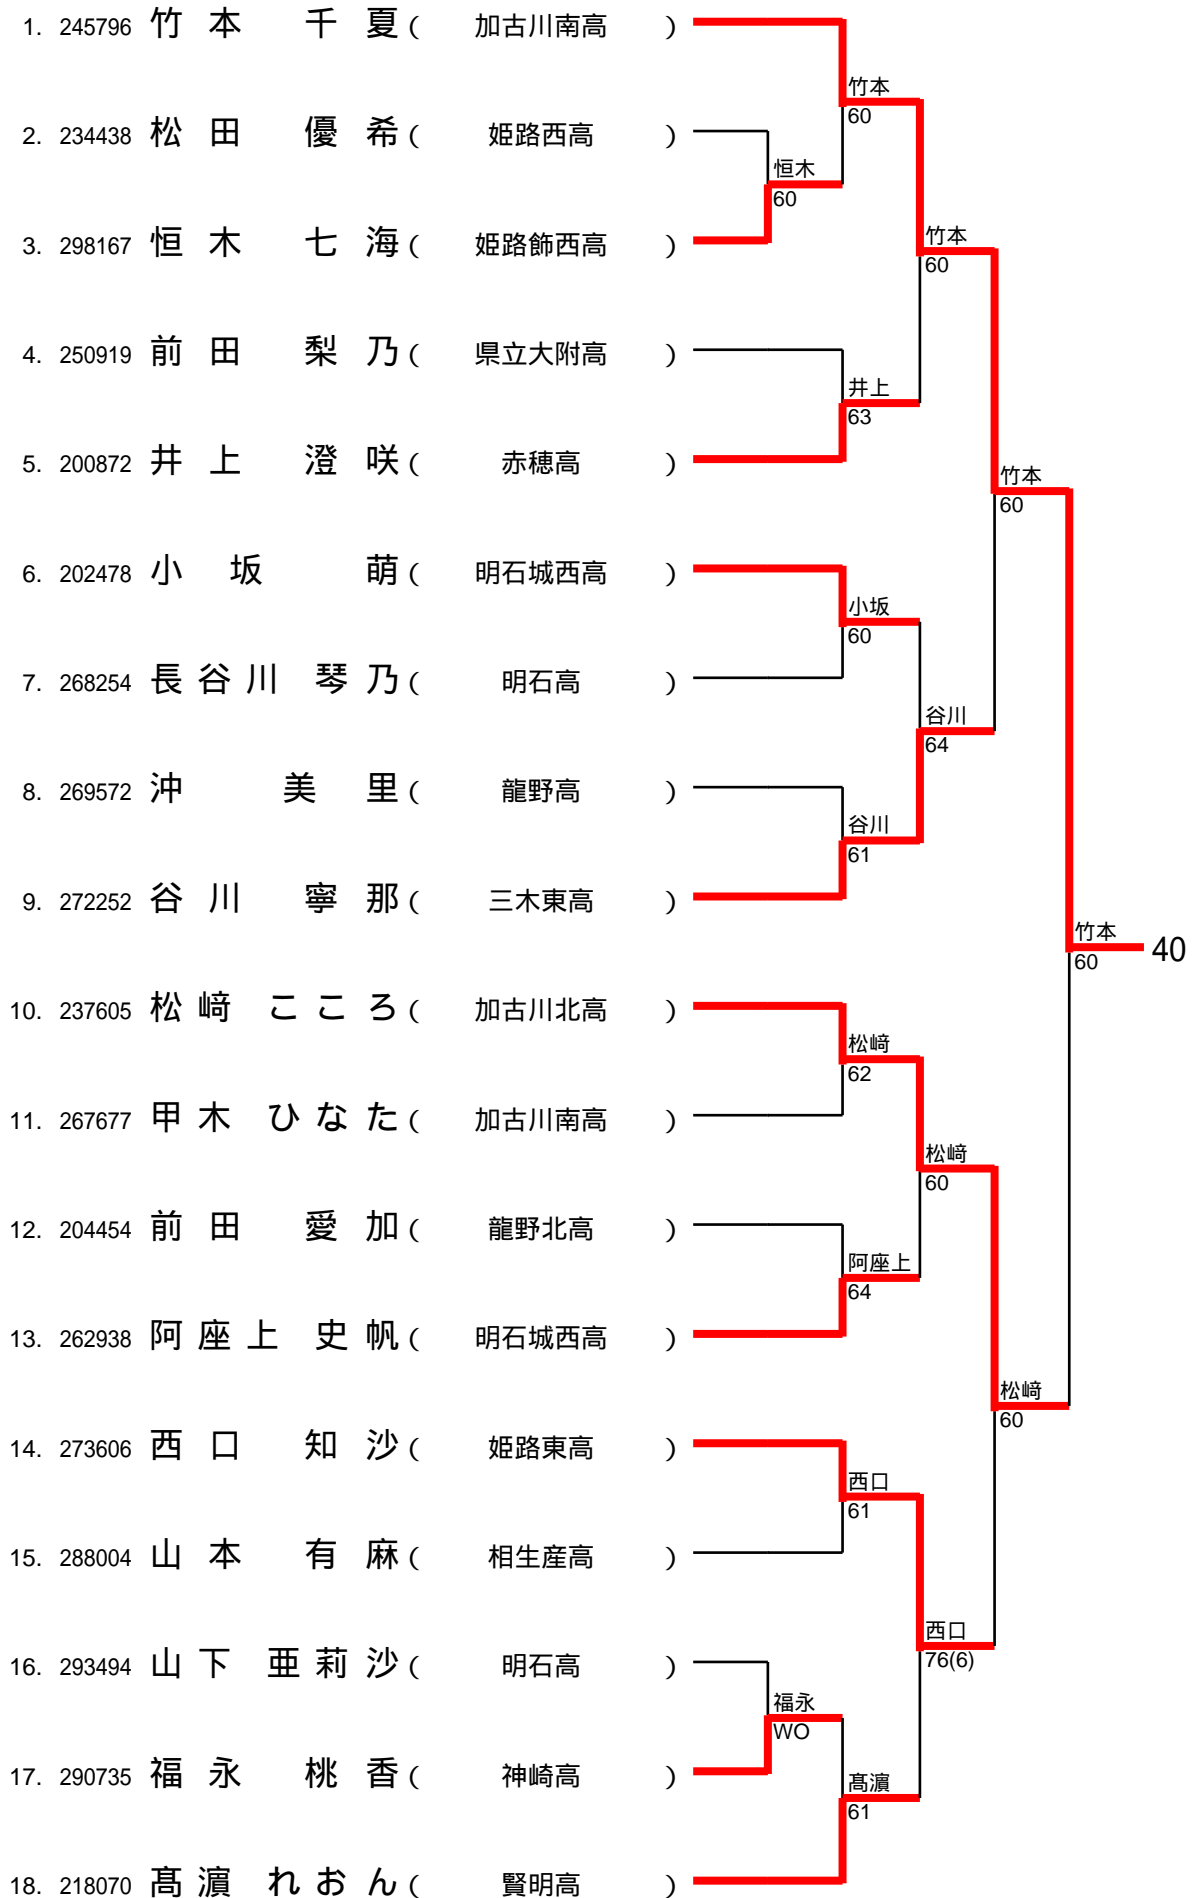 1. 245796 竹本 千夏 ( 加古川南高 )
竹本
60
2. 234438 松田 優希 ( 姫路西高 )
恒木
60
3. 298167 恒木 七海 ( 姫路飾西高 )
竹本
60
4. 250919 前田 梨乃 ( 県立大附高 )
井上
63
5. 200872 井上 澄咲 ( 赤穂高 )
竹本
60
6. 202478 小坂 萌 ( 明石城西高 )
小坂
60
7. 268254 長谷川 琴乃 ( 明石高 )
谷川
64
8. 269572 沖 美里 ( 龍野高 )
谷川
61
9. 272252 谷川 寧那 ( 三木東高 )
竹本
60
40
10. 237605 松﨑 こころ ( 加古川北高 )
松﨑
62
11. 267677 甲木 ひなた ( 加古川南高 )
松﨑
60
12. 204454 前田 愛加 ( 龍野北高 )
阿座上
64
13. 262938 阿座上 史帆 ( 明石城西高 )
松﨑
60
14. 273606 西口 知沙 ( 姫路東高 )
西口
61
15. 288004 山本 有麻 ( 相生産高 )
西口
76(6)
16. 293494 山下 亜莉沙 ( 明石高 )
福永
WO
17. 290735 福永 桃香 ( 神崎高 )
髙濵
61
18. 218070 髙濵 れおん ( 賢明高 )